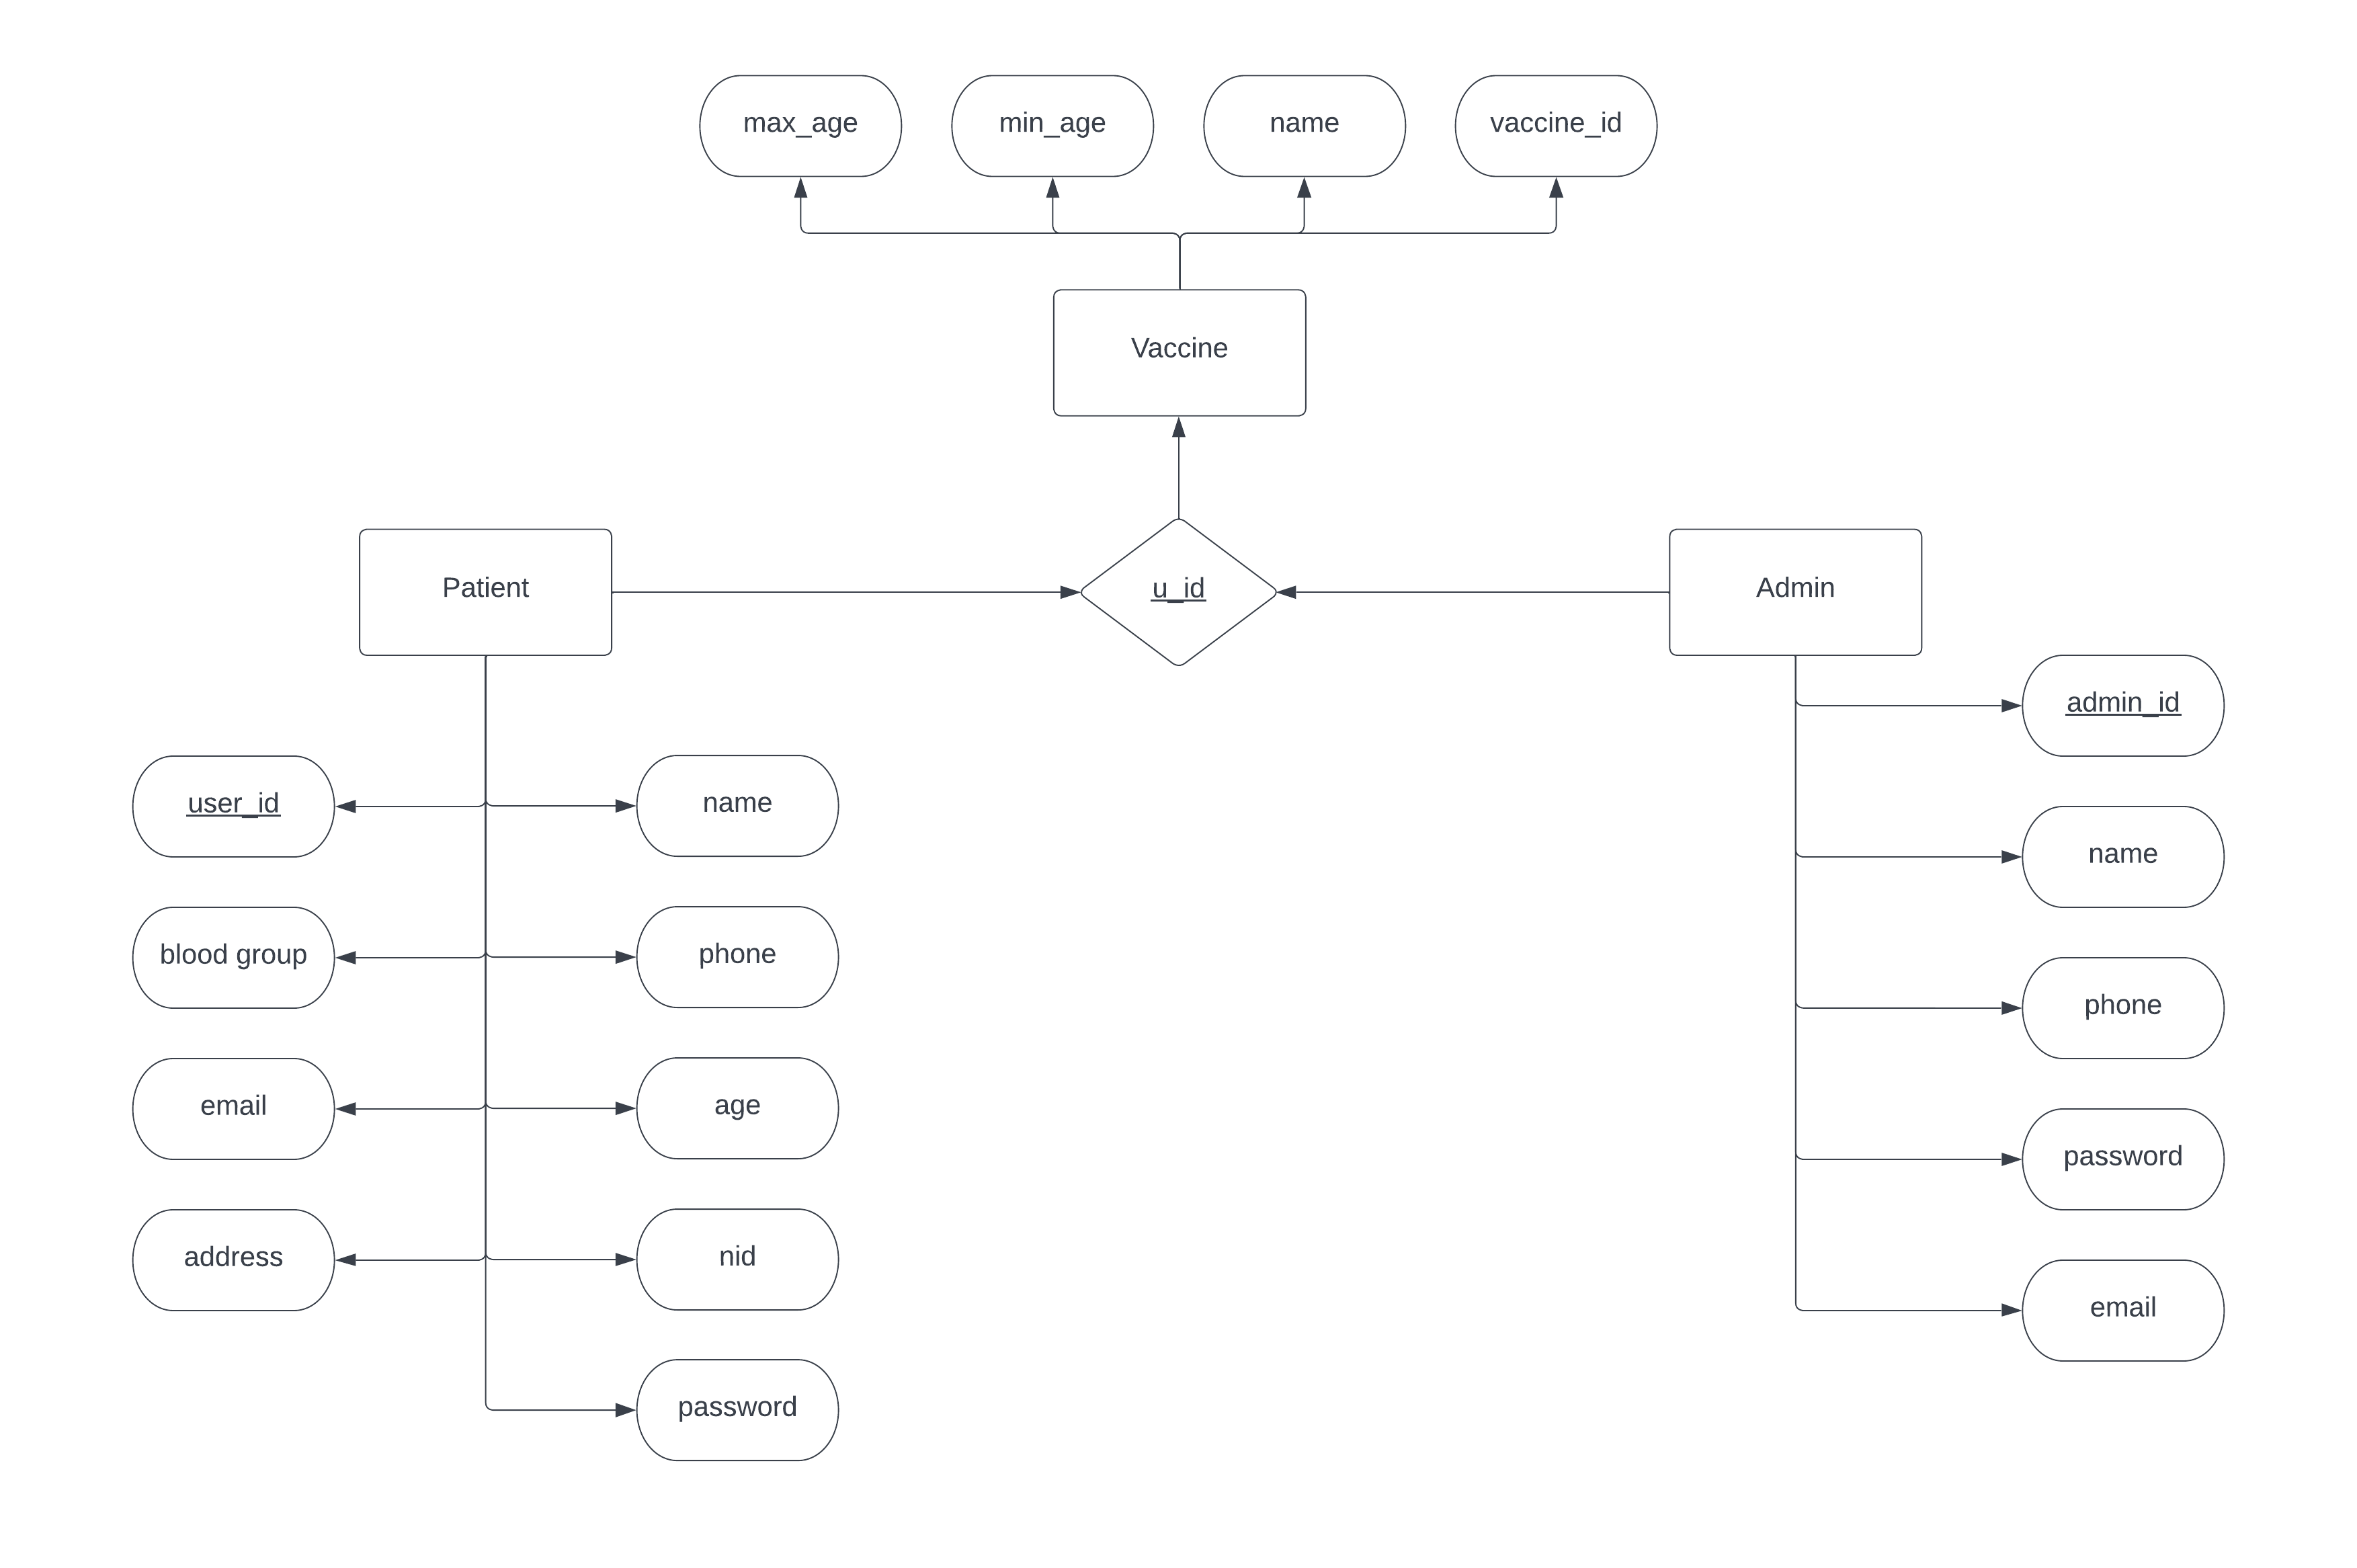 max_age
min_age
name
vaccine_id
Vaccine
Patient
u_id
Admin
admin_id
user_id
name
name
blood group
phone
phone
email
age
password
address
nid
email
password